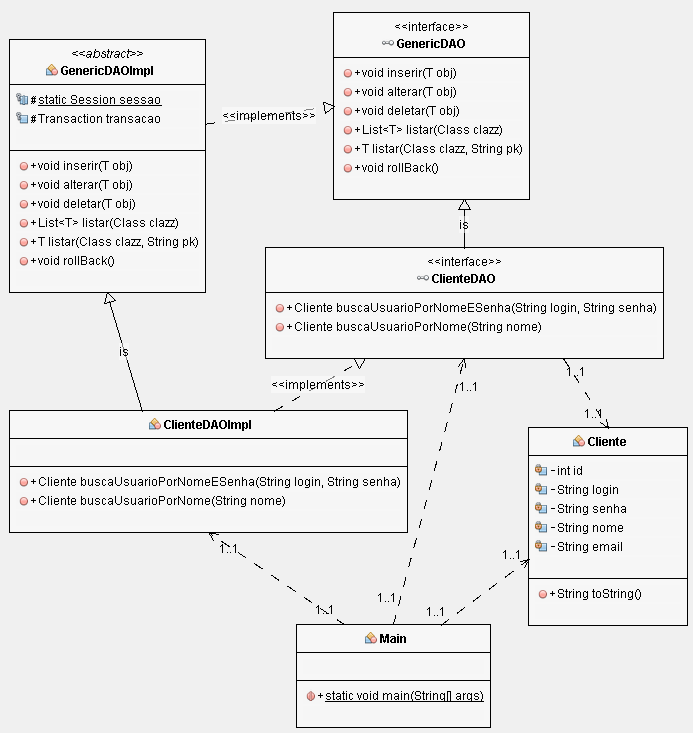 <<abstract>>
GenericDAOImpl
#static Session sessao
#Transaction transacao
+void inserir(T obj)
+void alterar(T obj)
+void deletar(T obj)
+List<T> listar(Class clazz)
+T listar(Class clazz, String pk)
+void rollBack()
<<implements>>
<<interface>>
GenericDAO
+void inserir(T obj)
+void alterar(T obj)
+void deletar(T obj)
+List<T> listar(Class clazz)
+T listar(Class clazz, String pk)
+void rollBack()
is
<<interface>>
ClienteDAO
+Cliente buscaUsuarioPorNomeESenha(String login, String senha)
+Cliente buscaUsuarioPorNome(String nome)
is
<<implements>>
1..1
1..1
1..1
ClienteDAOImpl
+Cliente buscaUsuarioPorNomeESenha(String login, String senha)
+Cliente buscaUsuarioPorNome(String nome)
Cliente
-int id
-String login
-String senha
-String nome
-String email
+String toString()
1..1
1..1
1..1
1..1
1..1
Main
+static void main(String[] args)